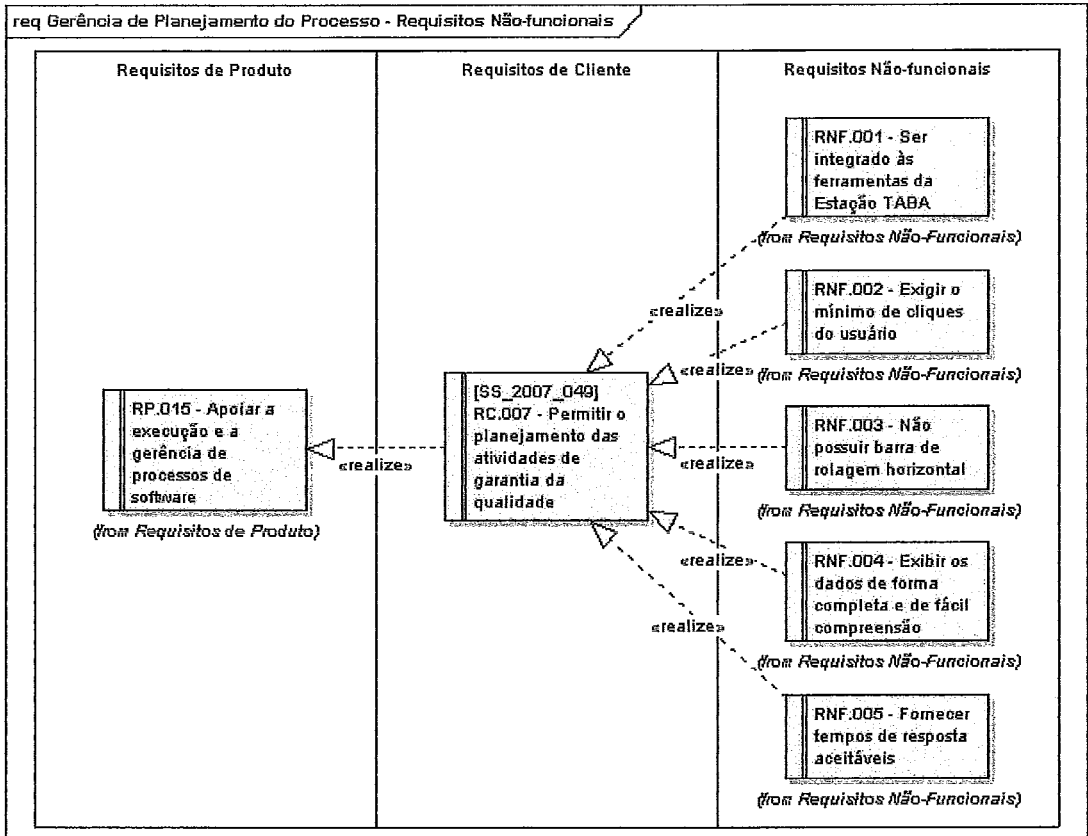 req Gerência de Planejamento do Processo - Requisitos Não-funcionais
Requisitos de Produto
RP.015 - Apoiar a
execução e a
gerência de
processos de
software
(from Requisitos de Produto)
«realize»
Requisitos de Cliente
[SS_2007_049]
RC.007 - Permitir o
planejamento das
atividades de
garantia da
qualidade
«realize»
«realize»
«realize»
«realize»
«realize»
Requisitos Não-funcionais
RNF.001 - Ser
integrado às
ferramentas da
Estação TABA
(from Requisitos Não-Funcionais)
RNF.002 - Exigir o
mínimo de cliques
do usuário
(from Requisitos Não-Funcionais)
RNF.003 - Não
possuir barra de
rolagem horizontal
(from Requisitos Não-Funcionais)
RNF.004 - Exibir os
dados de forma
completa e de fácil
compreensão
(from Requisitos Não-Funcionais)
RNF.005 - Fornecer
tempos de resposta
aceitáveis
(from Requisitos Não-Funcionais)